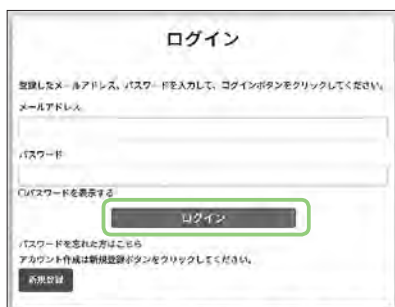 ログイン
登録したメールアドレス、パスワードを入力して、ログインボタンをクリックしてください。
メールアドレス
パスワード
パスワードを表示する
ログイン
パスワードを忘れた方はこちら
アカウント作成は新規登録ボタンをクリックしてください。
新規登録